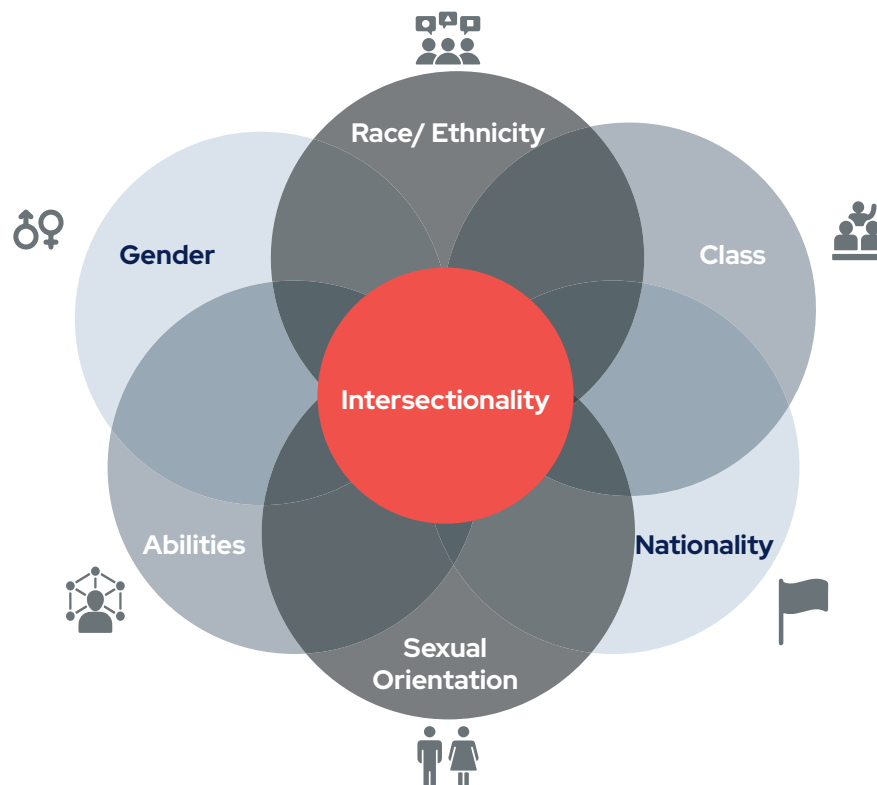 Race/ Ethnicity
Gender
Class
Intersectionality
Abilities
Nationality
Sexual
Orientation